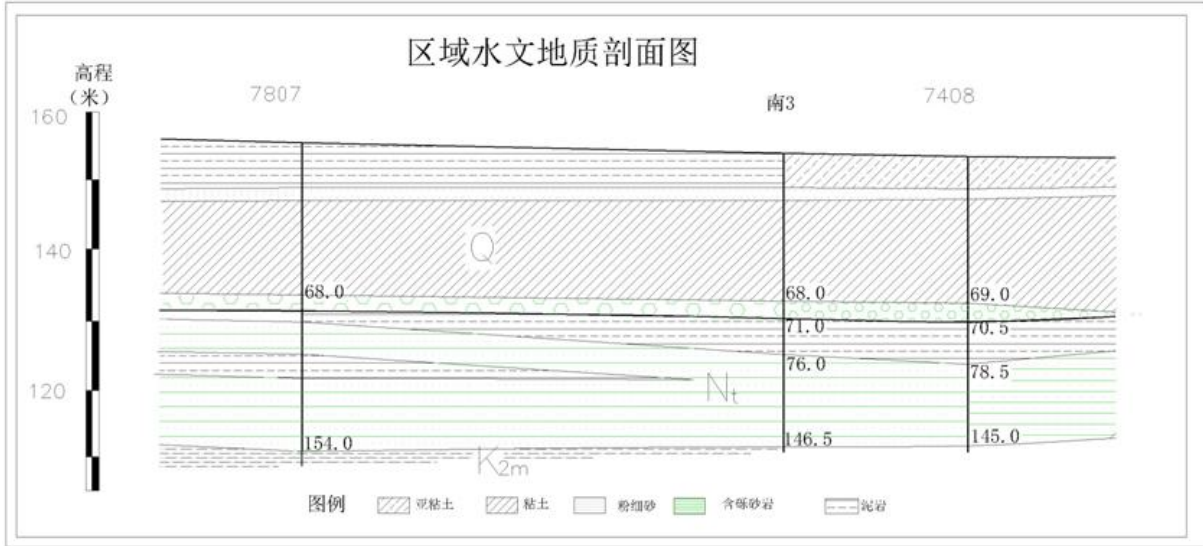 区域水文地质剖面图
高程
(米)
7807
南3
7408
160
140
120
Q
68.0
68.0
69.0
71.0
70.5
76.0
78.5
Nt
154.0
146.5
145.0
K2m
图例
亚粘土
粘土
粉细砂
含砾砂岩
泥岩